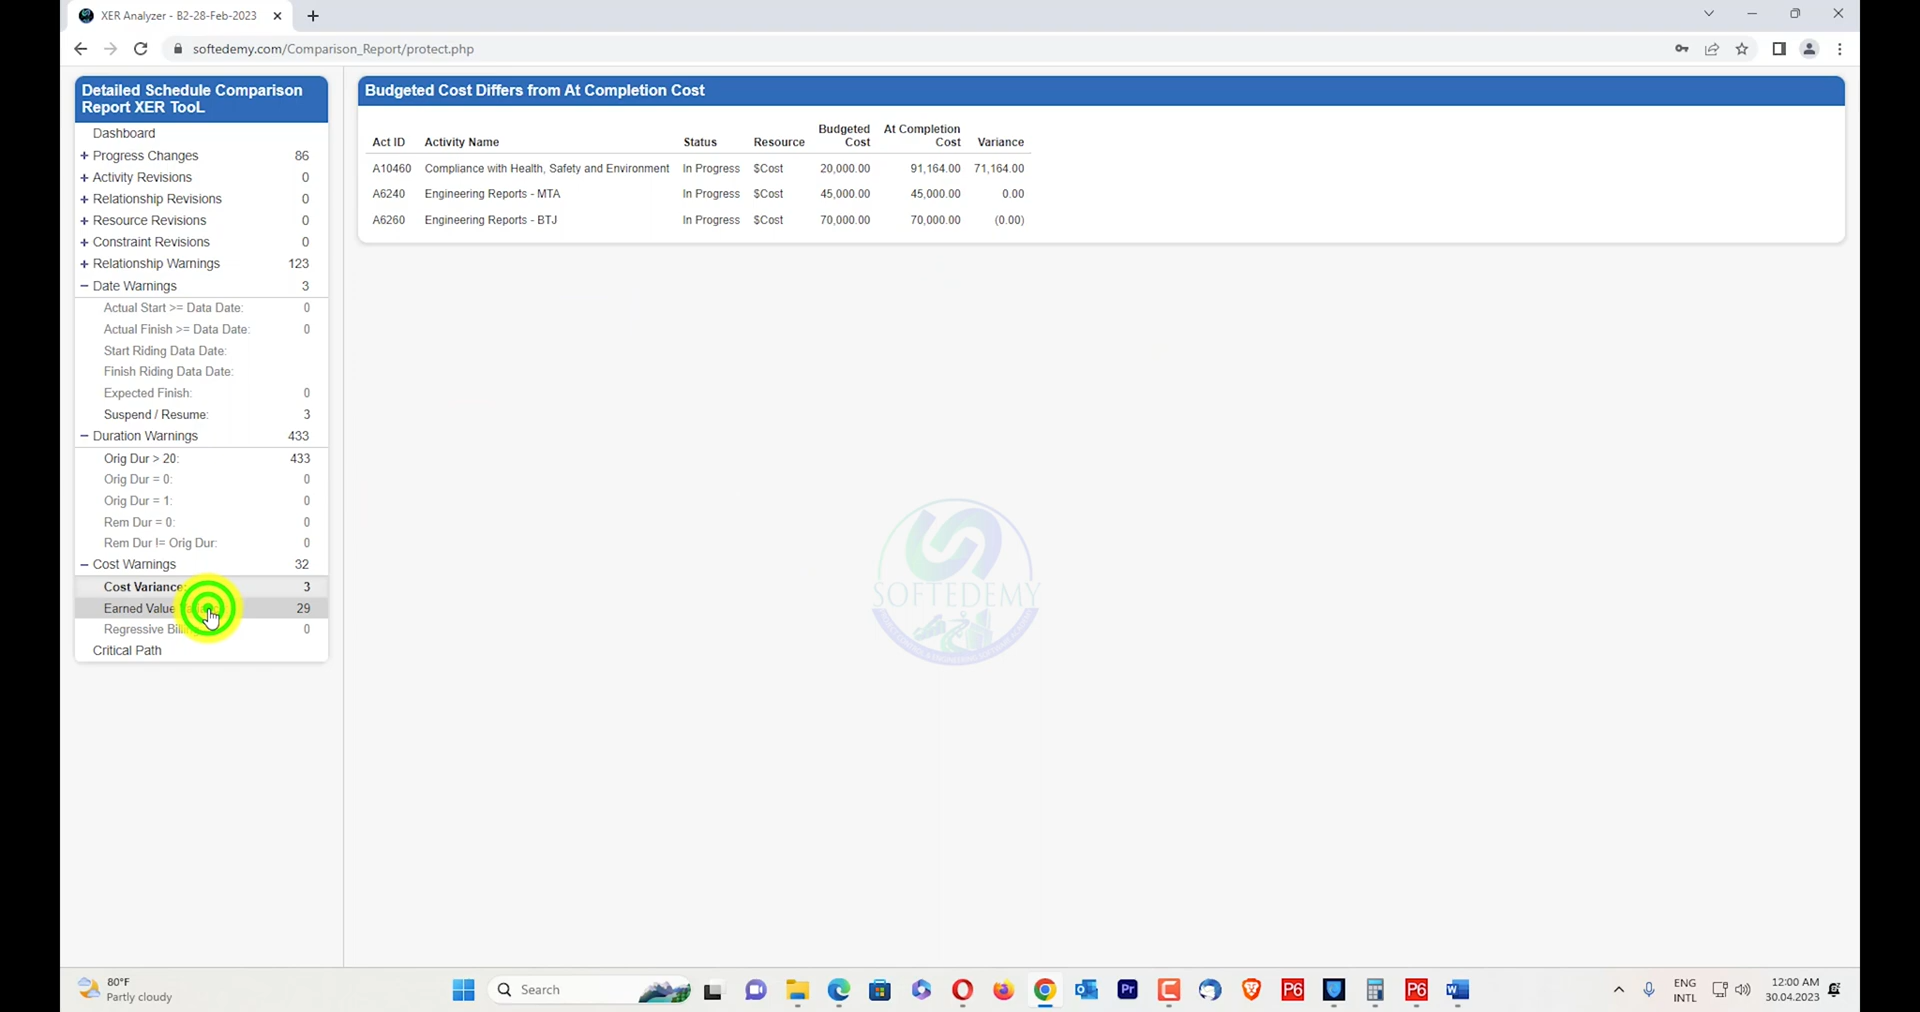 XER Analyzer - B2-28-Feb-2023
softedemy.com/Comparison_Report/protect.php
Detailed Schedule Comparison
Report XER TooL
Dashboard
+ Progress Changes 86
+ Activity Revisions 0
+ Relationship Revisions 0
+ Resource Revisions 0
+ Constraint Revisions 0
+ Relationship Warnings 123
− Date Warnings 3
Actual Start >= Data Date: 0
Actual Finish >= Data Date: 0
Start Riding Data Date:
Finish Riding Data Date:
Expected Finish: 0
Suspend / Resume: 3
− Duration Warnings 433
Orig Dur > 20: 433
Orig Dur = 0: 0
Orig Dur = 1: 0
Rem Dur = 0: 0
Rem Dur != Orig Dur: 0
− Cost Warnings 32
Cost Variance: 3
Earned Value 29
Regressive 0
Critical Path
Budgeted Cost Differs from At Completion Cost
Budgeted At Completion
Act ID Activity Name Status Resource Cost Cost Variance
A10460 Compliance with Health, Safety and Environment In Progress $Cost 20,000.00 91,164.00 71,164.00
A6240 Engineering Reports - MTA In Progress $Cost 45,000.00 45,000.00 0.00
A6260 Engineering Reports - BTJ In Progress $Cost 70,000.00 70,000.00 (0.00)
SOFTEDEMY
80°F
Partly cloudy
Search
Pr
P6
P6
W
ENG
INTL
12:00 AM
30.04.2023